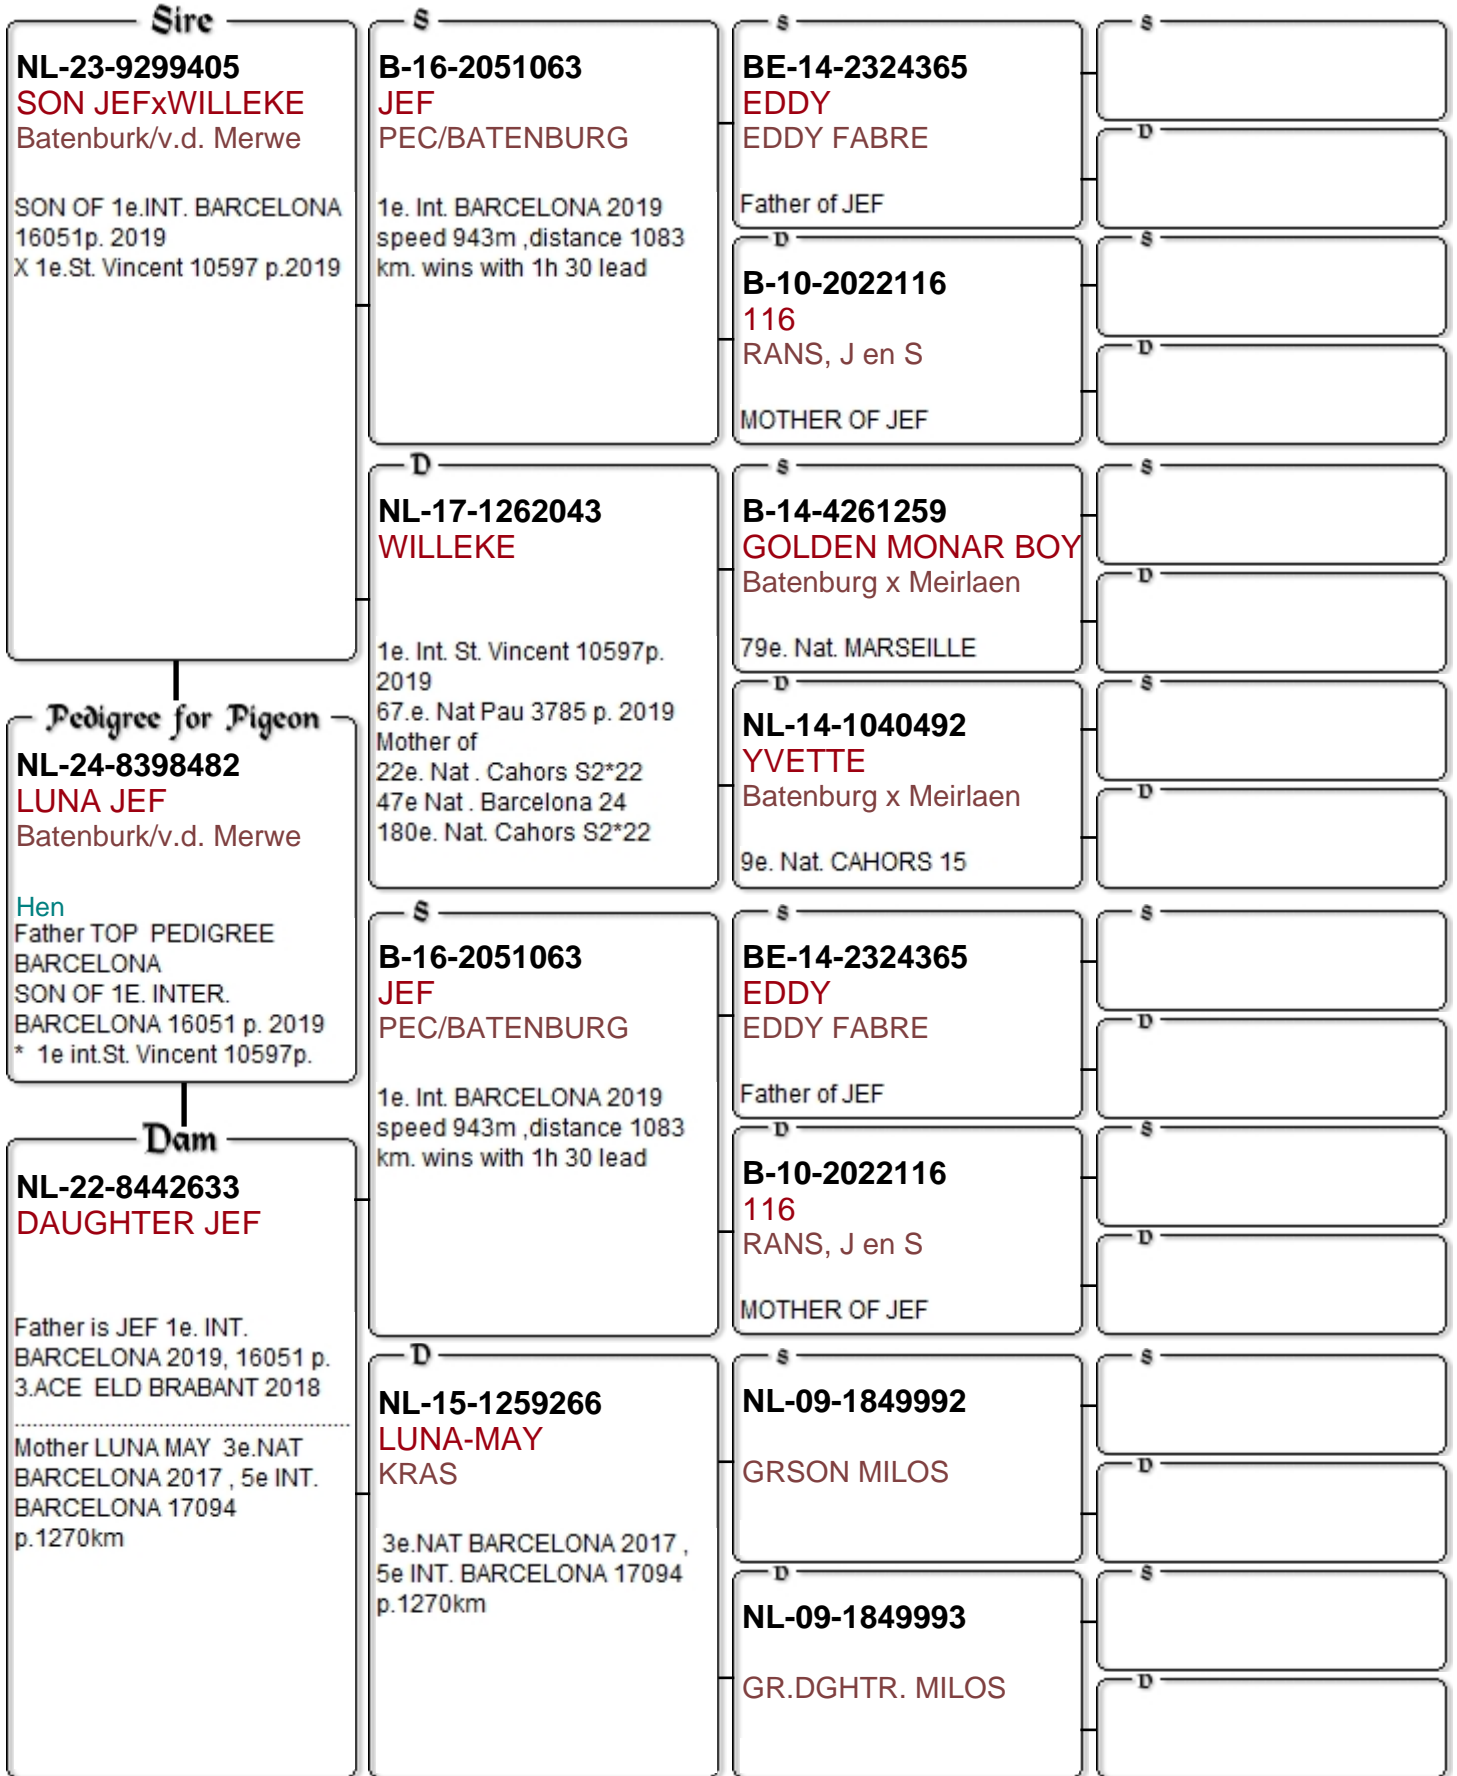 Sire
NL-23-9299405
SON JEFxWILLEKE
Batenburk/v.d. Merwe
SON OF 1e.INT. BARCELONA
16051p. 2019
X 1e.St. Vincent 10597 p.2019
Pedigree for Pigeon
NL-24-8398482
LUNA JEF
Batenburk/v.d. Merwe
Hen
Father TOP PEDIGREE
BARCELONA
SON OF 1E. INTER.
BARCELONA 16051 p. 2019
* 1e int.St. Vincent 10597p.
Dam
NL-22-8442633
DAUGHTER JEF
Father is JEF 1e. INT.
BARCELONA 2019, 16051 p.
3.ACE ELD BRABANT 2018
........................................................
Mother LUNA MAY 3e.NAT
BARCELONA 2017 , 5e INT.
BARCELONA 17094
p.1270km
S
B-16-2051063
JEF
PEC/BATENBURG
1e. Int. BARCELONA 2019
speed 943m ,distance 1083
km. wins with 1h 30 lead
D
NL-17-1262043
WILLEKE
1e. Int. St. Vincent 10597p.
2019
67.e. Nat Pau 3785 p. 2019
Mother of
22e. Nat . Cahors S2*22
47e Nat . Barcelona 24
180e. Nat. Cahors S2*22
S
B-16-2051063
JEF
PEC/BATENBURG
1e. Int. BARCELONA 2019
speed 943m ,distance 1083
km. wins with 1h 30 lead
D
NL-15-1259266
LUNA-MAY
KRAS
3e.NAT BARCELONA 2017 ,
5e INT. BARCELONA 17094
p.1270km
S
BE-14-2324365
EDDY
EDDY FABRE
Father of JEF
D
B-10-2022116
116
RANS, J en S
MOTHER OF JEF
S
B-14-4261259
GOLDEN MONAR BOY
Batenburg x Meirlaen
79e. Nat. MARSEILLE
D
NL-14-1040492
YVETTE
Batenburg x Meirlaen
9e. Nat. CAHORS 15
S
BE-14-2324365
EDDY
EDDY FABRE
Father of JEF
D
B-10-2022116
116
RANS, J en S
MOTHER OF JEF
S
NL-09-1849992
GRSON MILOS
D
NL-09-1849993
GR.DGHTR. MILOS
S
D
S
D
S
D
S
D
S
D
S
D
S
D
S
D